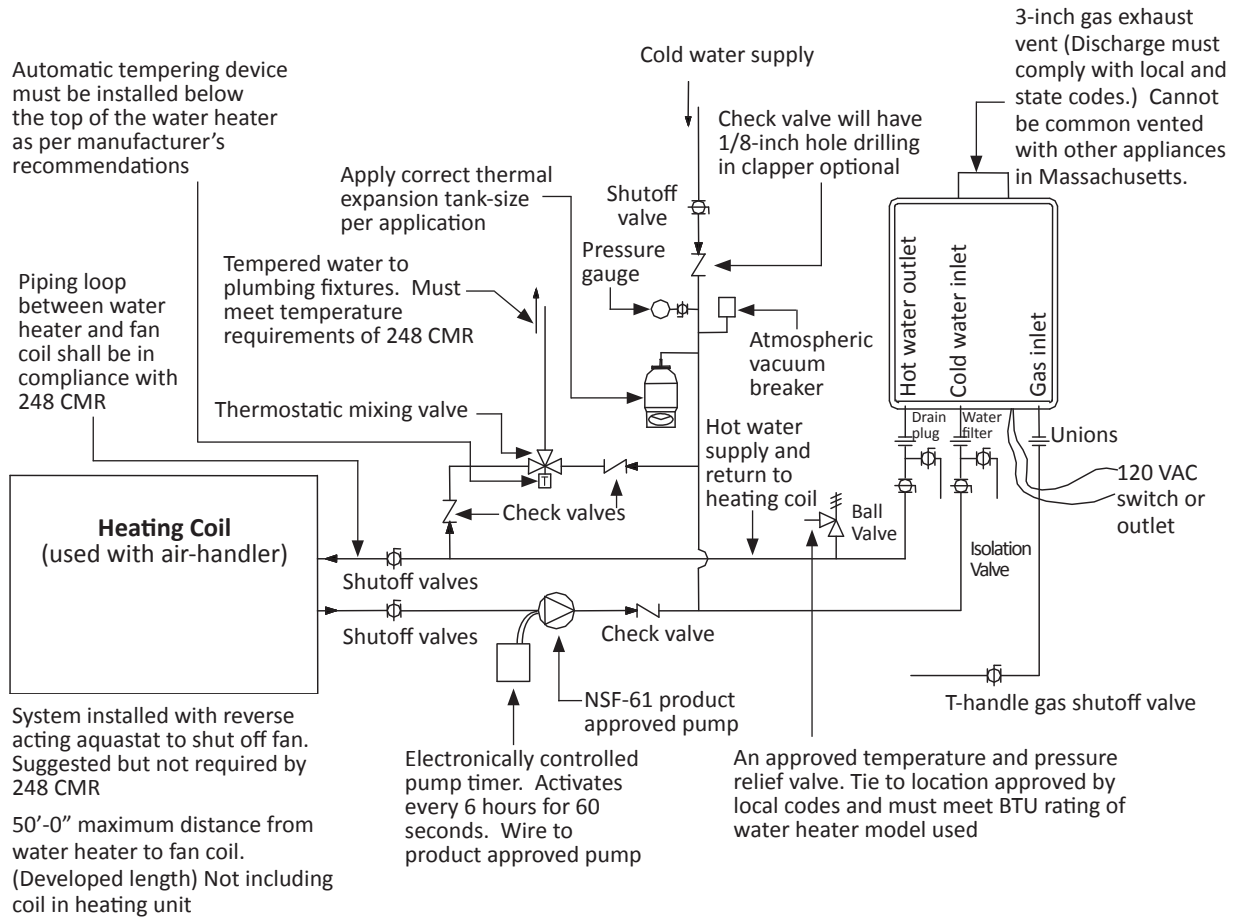 3-inch gas exhaust
vent (Discharge must
comply with local and
state codes.)  Cannot
be common vented
with other appliances
in Massachusetts.
Cold water supply
Automatic tempering device
must be installed below
the top of the water heater
as per manufacturer's
recommendations
Check valve will have
1/8-inch hole drilling
in clapper optional
Apply correct thermal
expansion tank-size
per application
Shutoff
valve
Pressure
gauge
Tempered water to
plumbing fixtures.  Must
meet temperature
requirements of 248 CMR
Piping loop
between water
heater and fan
coil shall be in
compliance with
248 CMR
Atmospheric
vacuum
breaker
Hot water outlet
Cold water inlet
Gas inlet
Thermostatic mixing valve
Drain
plug
Water
filter
Unions
Hot water
supply and
return to
heating coil
T
120 VAC
switch or
outlet
Check valves
Ball
Valve
Heating Coil
(used with air-handler)
Isolation
Valve
Shutoff valves
Shutoff valves
Check valve
NSF-61 product
approved pump
T-handle gas shutoff valve
System installed with reverse
acting aquastat to shut off fan.
Suggested but not required by
248 CMR
Electronically controlled
pump timer.  Activates
every 6 hours for 60
seconds.  Wire to
product approved pump
An approved temperature and pressure
relief valve. Tie to location approved by
local codes and must meet BTU rating of
water heater model used
50'-0" maximum distance from
water heater to fan coil.
(Developed length) Not including
coil in heating unit